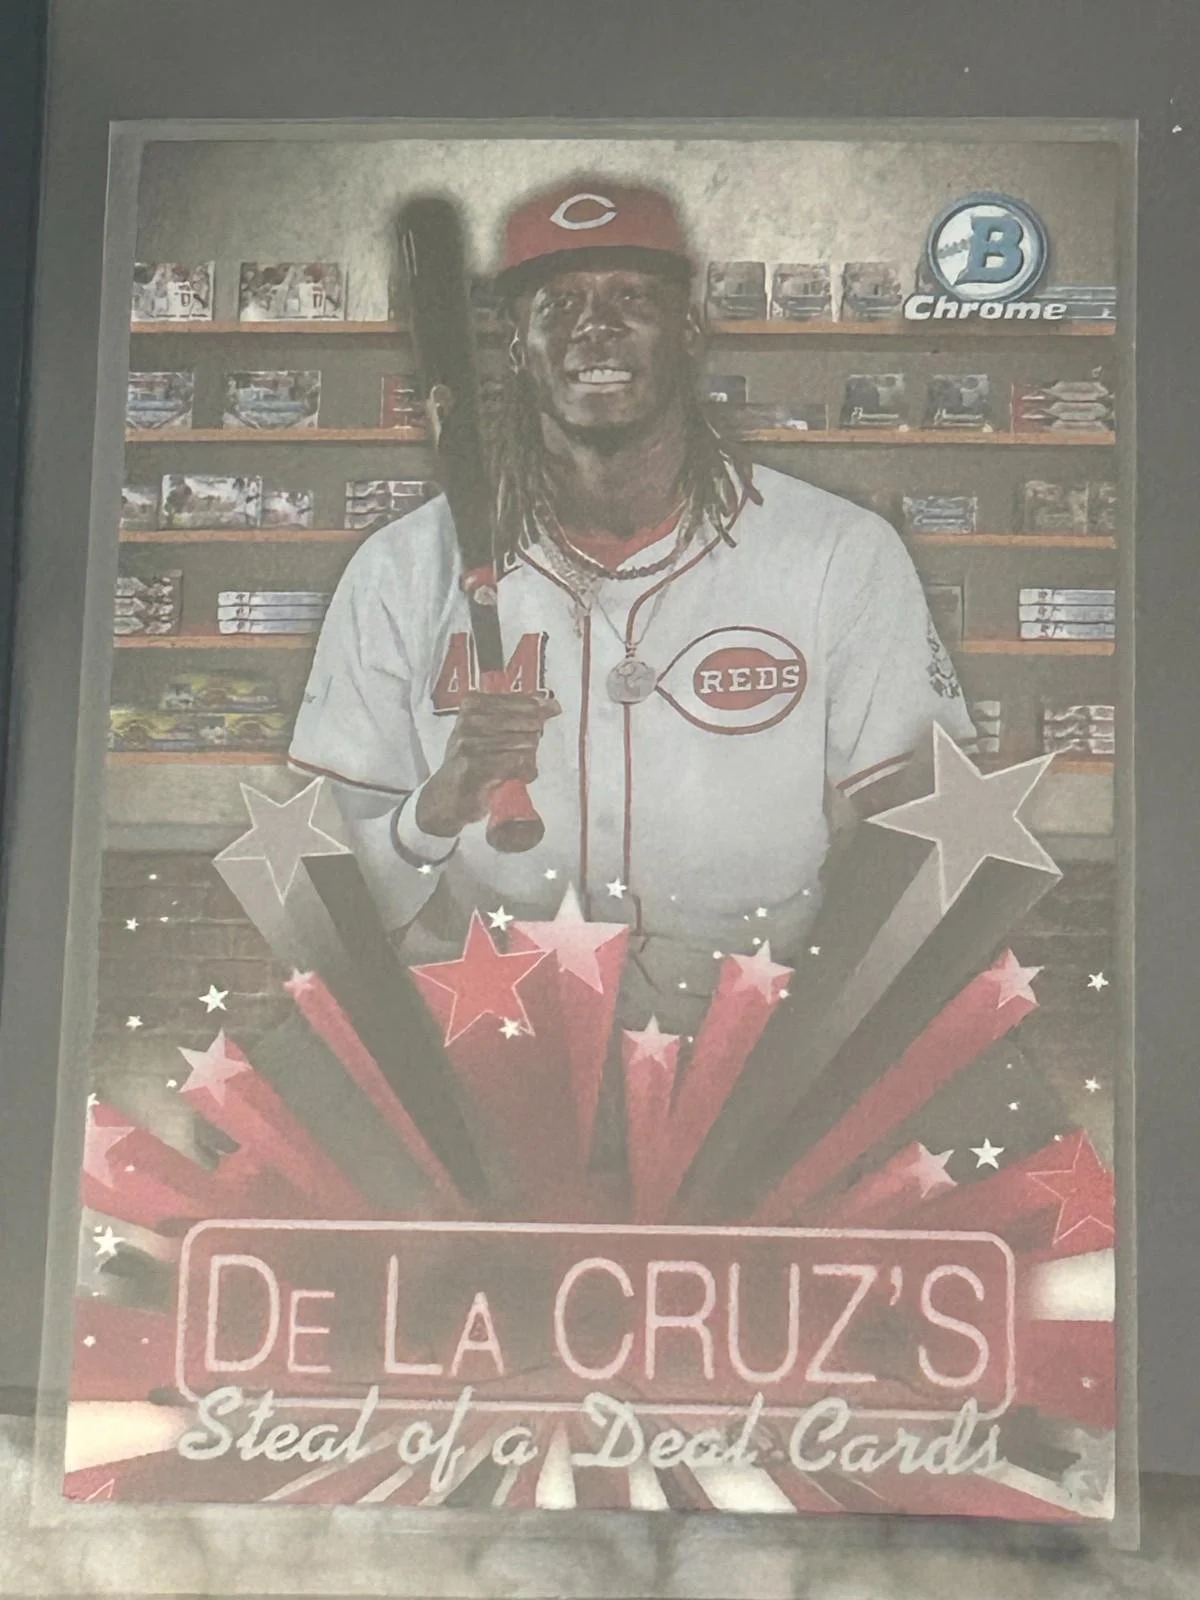 B
Chrome
C
44
REDS
DE LA CRUZ'S
Steal of a Deal Cards